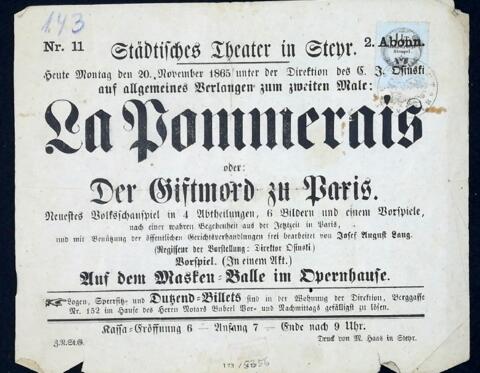 143
Nr. 11 Städtisches Theater in Steyr. 2. Abonn.
Heute Montag den 20. November 1865 unter der Direktion des C. J. Osinski
auf allgemeines Verlangen zum zweiten Male:
La Pommerais
oder:
Der Giftmord zu Paris.
Neuestes Volksschauspiel in 4 Abtheilungen, 6 Bildern und einem Vorspiele,
nach einer wahren Begebenheit aus der Jetztzeit in Paris,
und mit Benützung der öffentlichen Gerichtsverhandlungen frei bearbeitet von Josef August Lang.
(Regisseur der Vorstellung: Direktor Osinski)
Vorspiel. (In einem Akt.)
Auf dem Masken-Balle im Opernhause.
Logen, Sperrsitz- und Dutzend-Billets sind in der Wohnung der Direktion, Berggasse
Nr. 152 im Hause des Herrn Notars Haberl Vor- und Nachmittags gefälligst zu lösen.
Kassa-Eröffnung 6 — Anfang 7 — Ende nach 9 Uhr.
Z.R.St.G. Druck von M. Haas in Steyr.